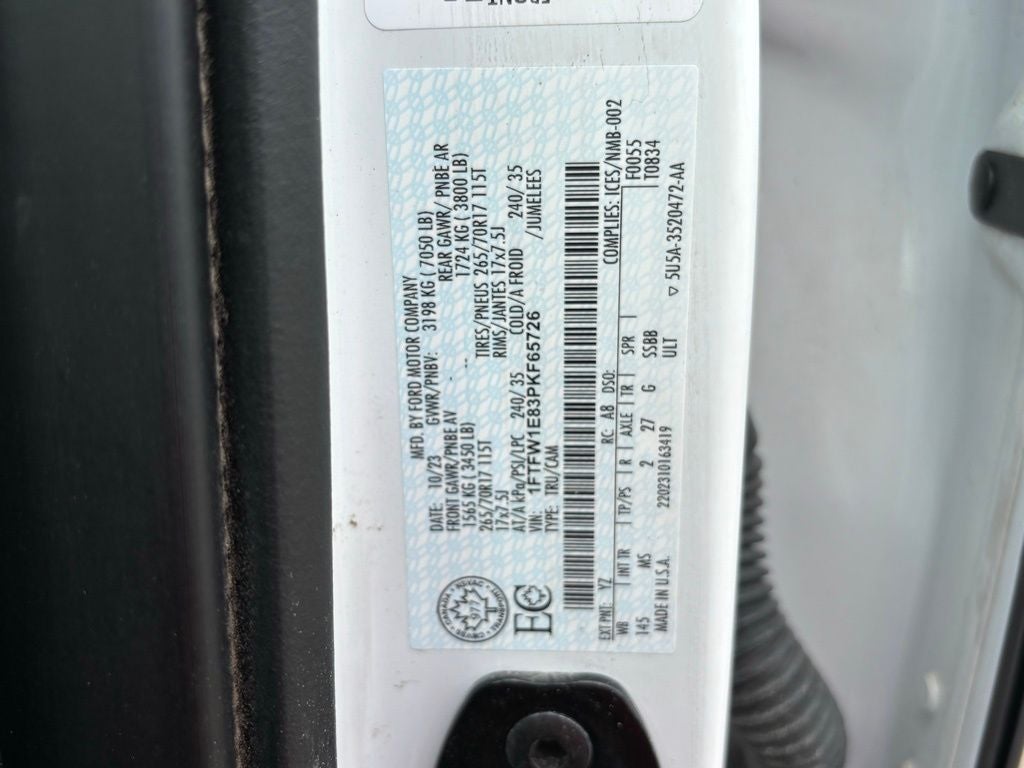 FRONT
MFD. BY FORD MOTOR COMPANY
DATE: 10/23 GVWR/PNBV: 3198 KG ( 7050 LB)
FRONT GAWR/PNBE AV REAR GAWR/ PNBE AR
1565 KG ( 3450LB) -- 1724 KG ( 3800 LB)
265/70R17 115T TIRES/PNEUS 265/70R17 115T
17x7.5J RIMS/JANTES 17x7.5J
AT/A kPa/PSI/LPC 240/ 35 COLD/A FROID 240/ 35
VIN: 1FTFW1E83PKF65726 /JUMELEES
TYPE: TRU/CAM
EC
EXT PNT: YZ RC: A8 DSO: COMPLIES: ICES/NMB-002
WB INT TR TP/PS R AXLE TR SPR F0055
145 MS 2 27 G SSBB T0834
MADE IN U.S.A. 2202310163419 ULT
5U5A-3520472-AA